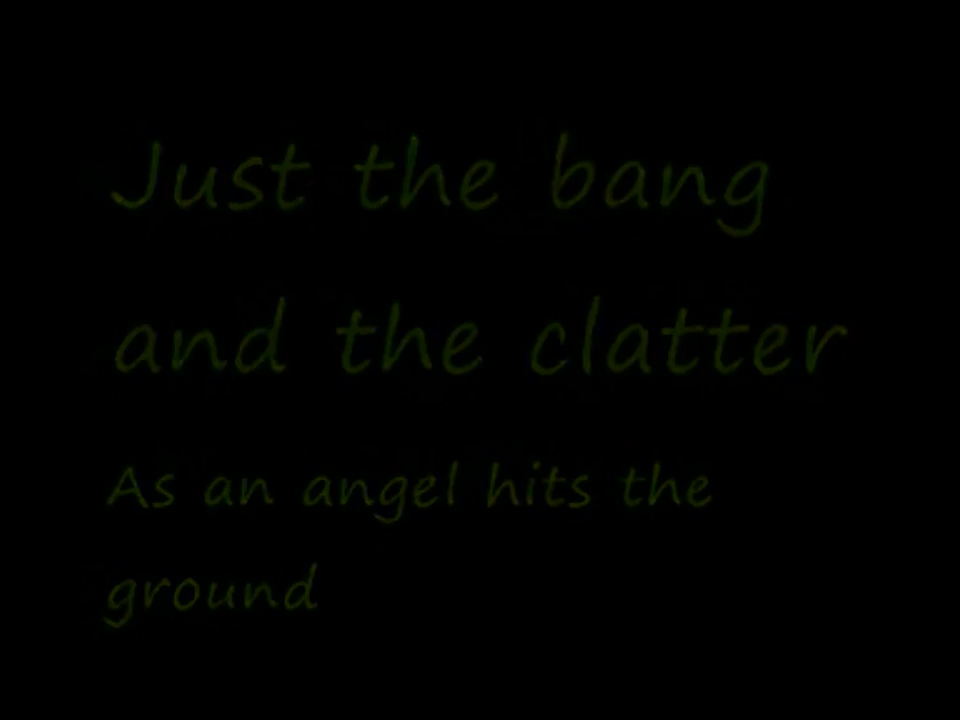 Just the bang
and the clatter
As an angel hits the
ground